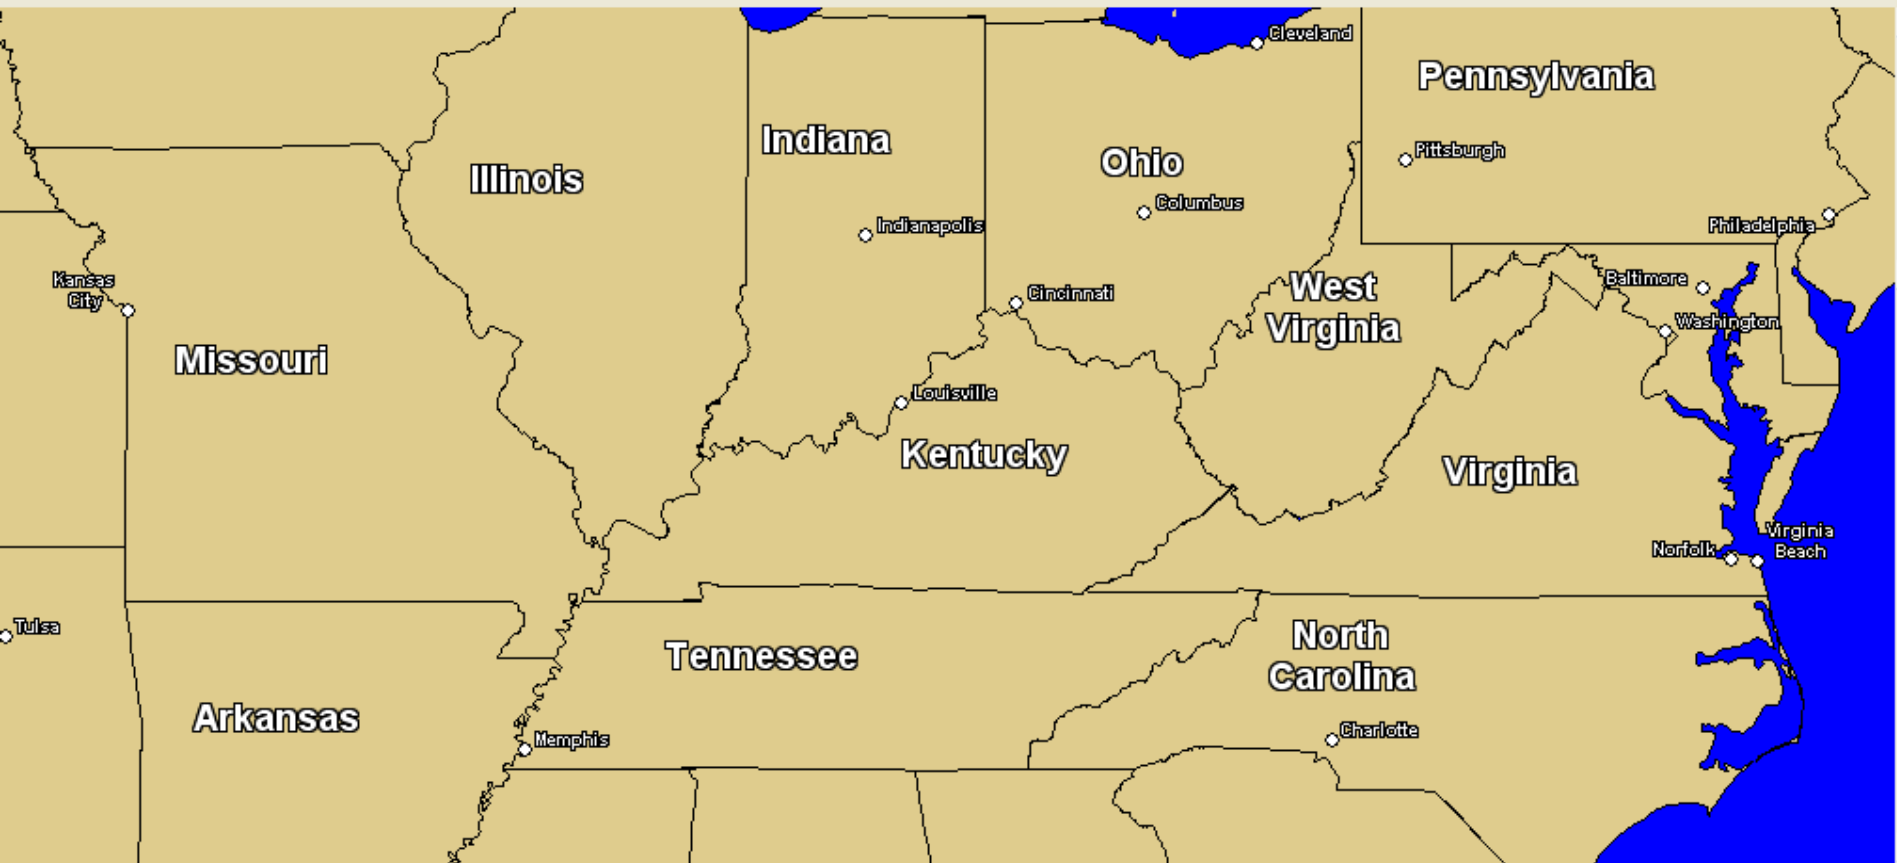 Cleveland
Pennsylvania
Indiana
Pittsburgh
Ohio
Illinois
Columbus
Indianapolis
Philadelphia
Kansas
City
Baltimore
West
Virginia
Cincinnati
Washington
Missouri
Louisville
Kentucky
Virginia
Virginia
Beach
Norfolk
Tulsa
North
Carolina
Tennessee
Arkansas
Charlotte
Memphis